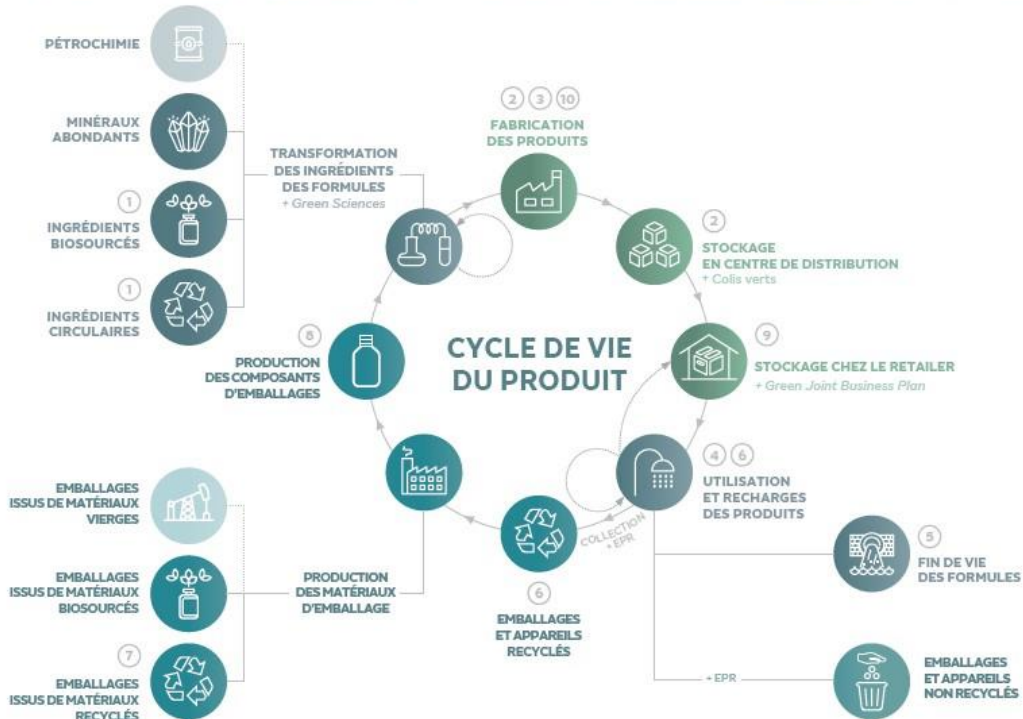 PÉTROCHIMIE
MINÉRAUX
ABONDANTS
1
INGRÉDIENTS
BIOSOURCÉS
1
INGRÉDIENTS
CIRCULAIRES
TRANSFORMATION
DES INGRÉDIENTS
DES FORMULES
+ Green Sciences
2 3 10
FABRICATION
DES PRODUITS
2
STOCKAGE
EN CENTRE DE DISTRIBUTION
+ Colis verts
9
STOCKAGE CHEZ LE RETAILER
+ Green Joint Business Plan
CYCLE DE VIE
DU PRODUIT
8
PRODUCTION
DES COMPOSANTS
D'EMBALLAGES
4 6
UTILISATION
ET RECHARGES
DES PRODUITS
COLLECTION
+ EPR
6
EMBALLAGES
ET APPAREILS
RECYCLÉS
EMBALLAGES
ISSUS DE MATÉRIAUX
VIERGES
EMBALLAGES
ISSUS DE MATÉRIAUX
BIOSOURCÉS
7
EMBALLAGES
ISSUS DE MATÉRIAUX
RECYCLÉS
PRODUCTION
DES MATÉRIAUX
D'EMBALLAGE
5
FIN DE VIE
DES FORMULES
+ EPR
EMBALLAGES
ET APPAREILS
NON RECYCLÉS